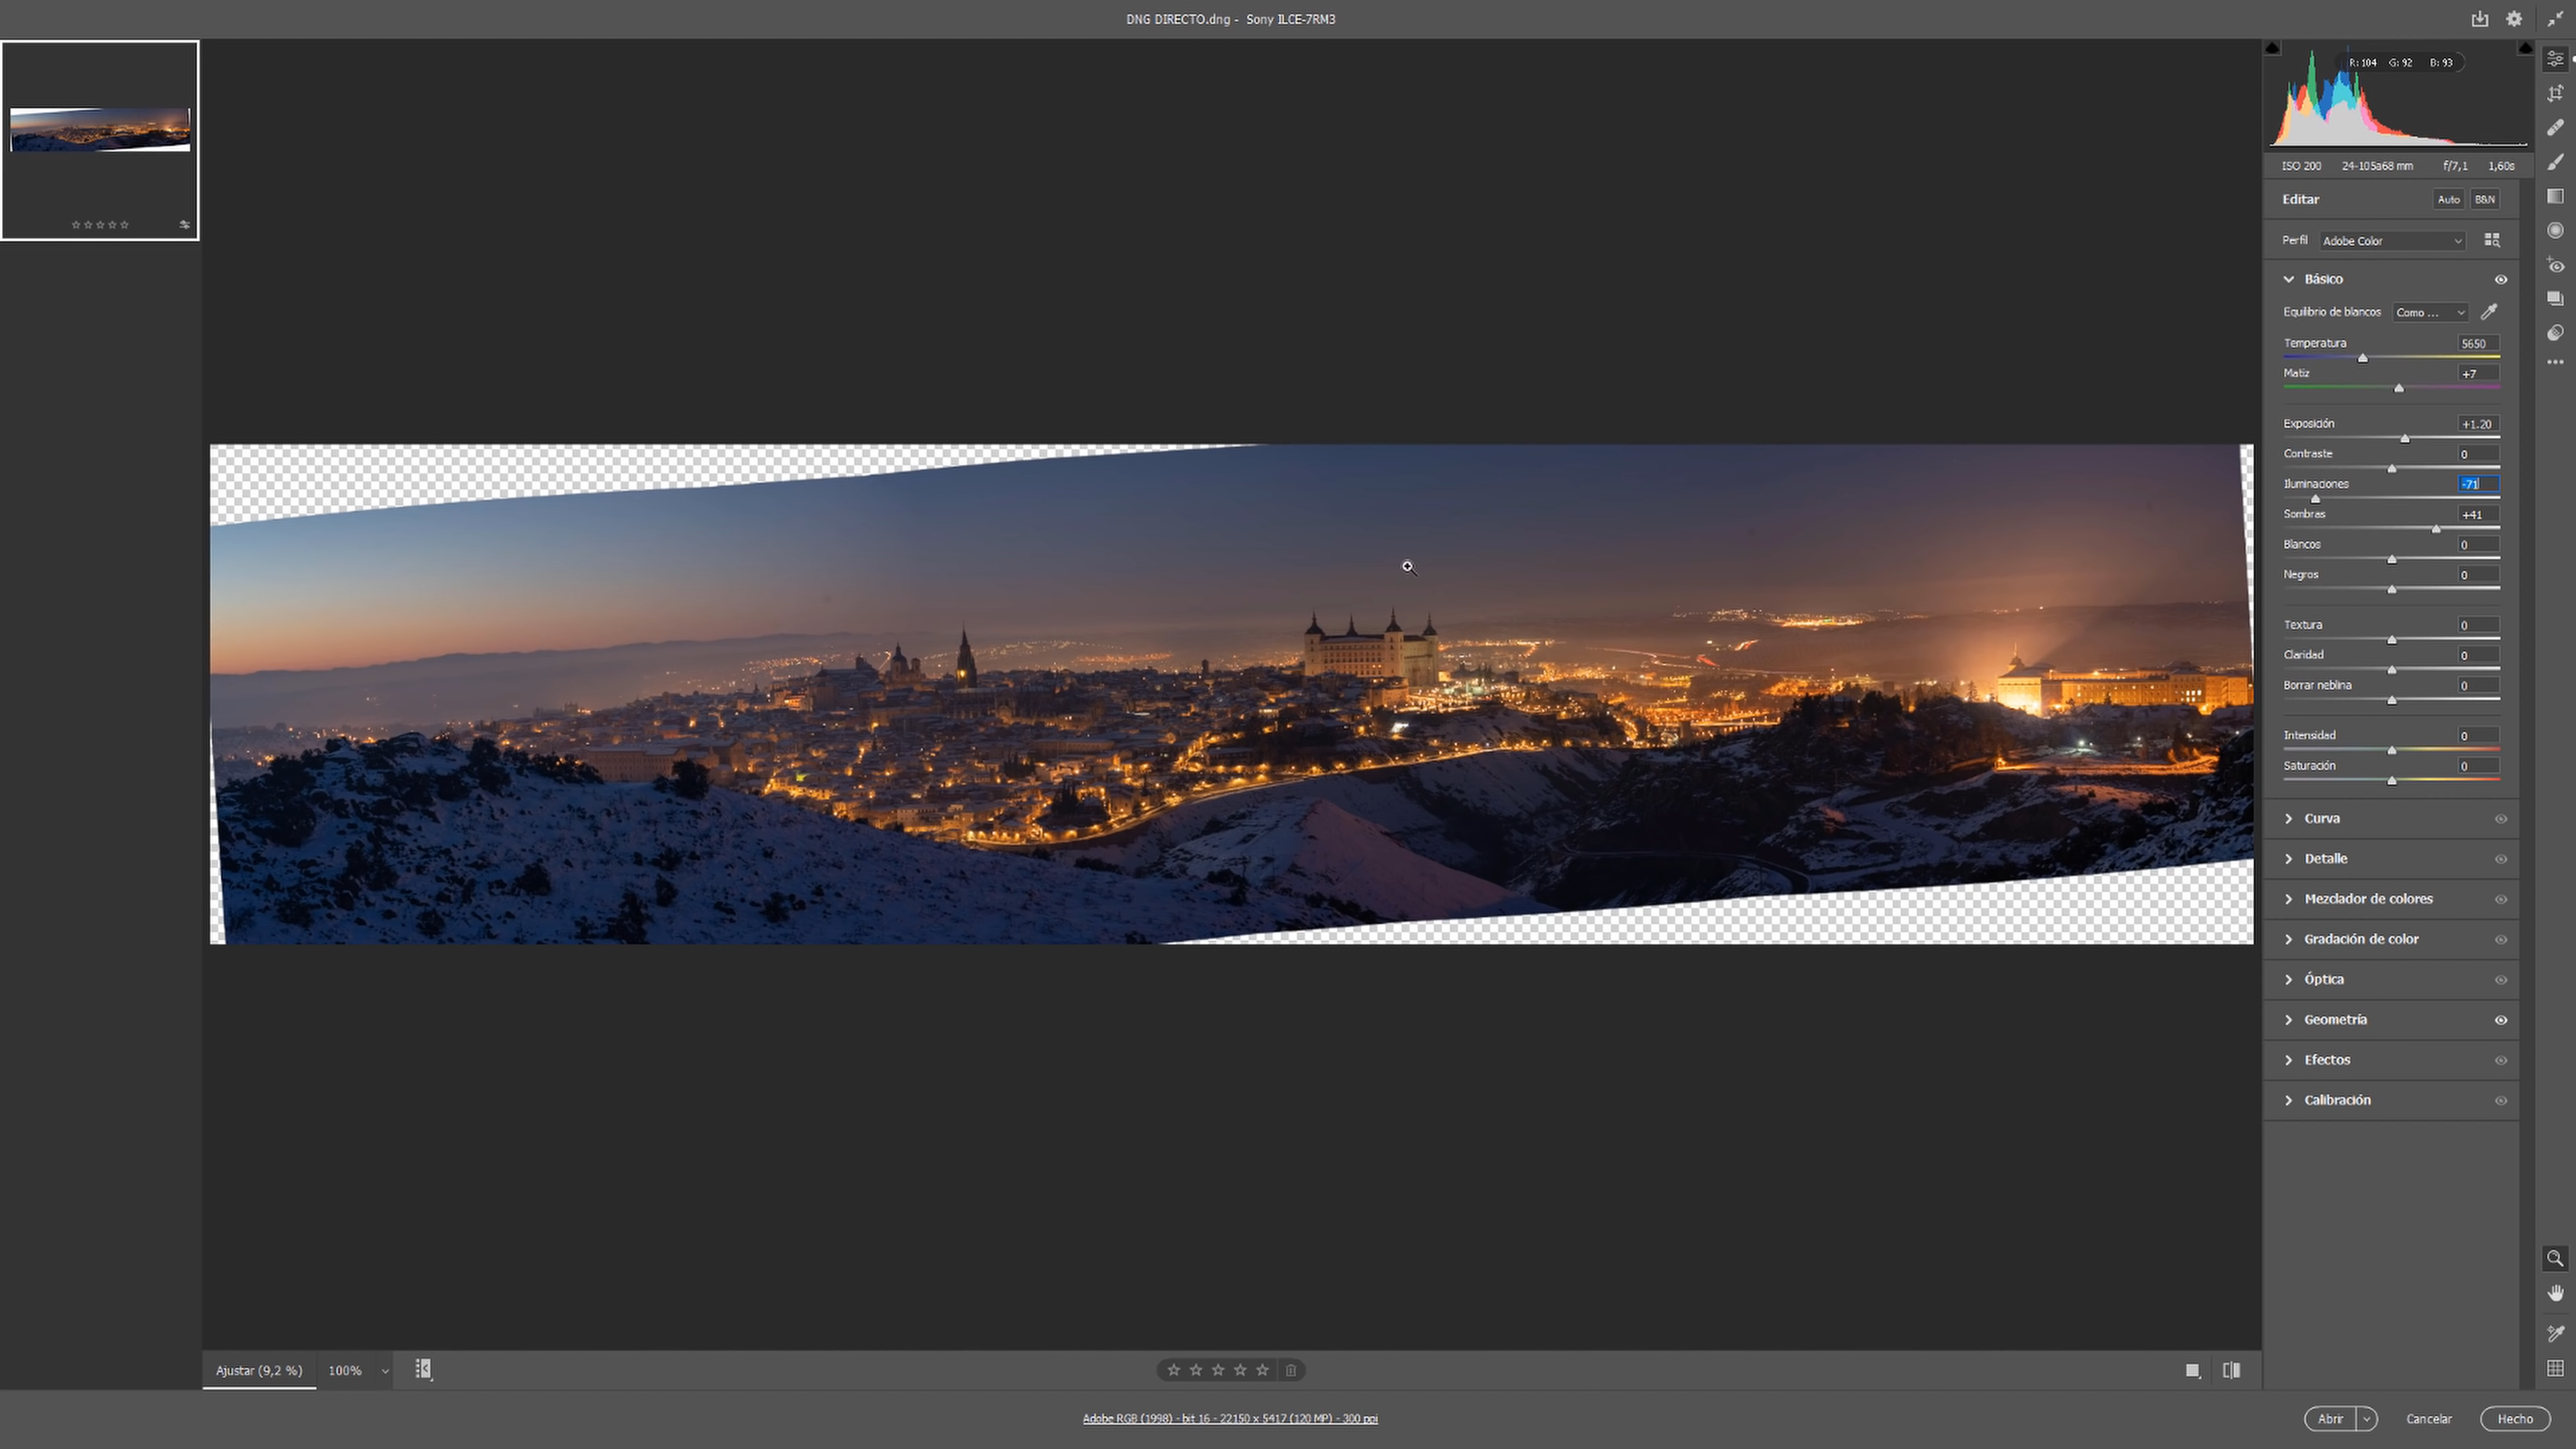 DNG DIRECTO.dng - Sony ILCE-7RM3
R: 104 G: 92 B: 93
ISO 200 24-105a68 mm f/7,1 1,60s
Editar Auto B&N
Perfil Adobe Color
Básico
Equilibrio de blancos Como ...
Temperatura 5650
Matiz +7
Exposición +1.20
Contraste 0
Iluminaciones -71
Sombras +41
Blancos 0
Negros 0
Textura 0
Claridad 0
Borrar neblina 0
Intensidad 0
Saturación 0
Curva
Detalle
Mezclador de colores
Gradación de color
Óptica
Geometría
Efectos
Calibración
Ajustar (9,2 %) 100%
Adobe RGB (1998) - bit 16 - 22150 x 5417 (120 MP) - 300 ppi
Abrir Cancelar Hecho